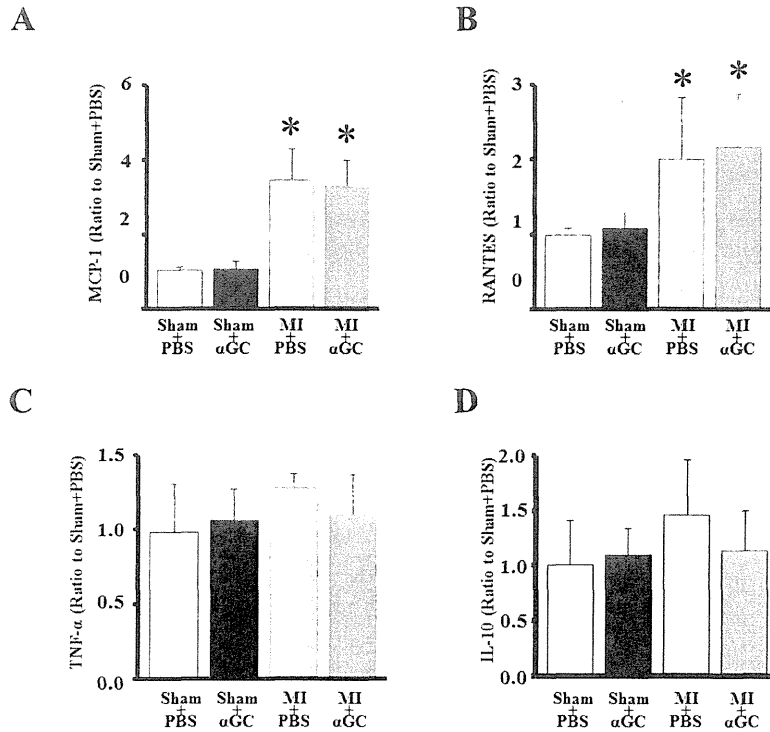 A
B
MCP-1 (Ratio to Sham+PBS)
6
4
2
0
*
*
Sham + PBS
Sham + αGC
MI + PBS
MI + αGC
RANTES (Ratio to Sham+PBS)
3
2
1
0
*
*
Sham + PBS
Sham + αGC
MI + PBS
MI + αGC
C
D
TNF-α (Ratio to Sham+PBS)
1.5
1.0
0.5
0.0
Sham + PBS
Sham + αGC
MI + PBS
MI + αGC
IL-10 (Ratio to Sham+PBS)
2.0
1.5
1.0
0.5
0.0
Sham + PBS
Sham + αGC
MI + PBS
MI + αGC